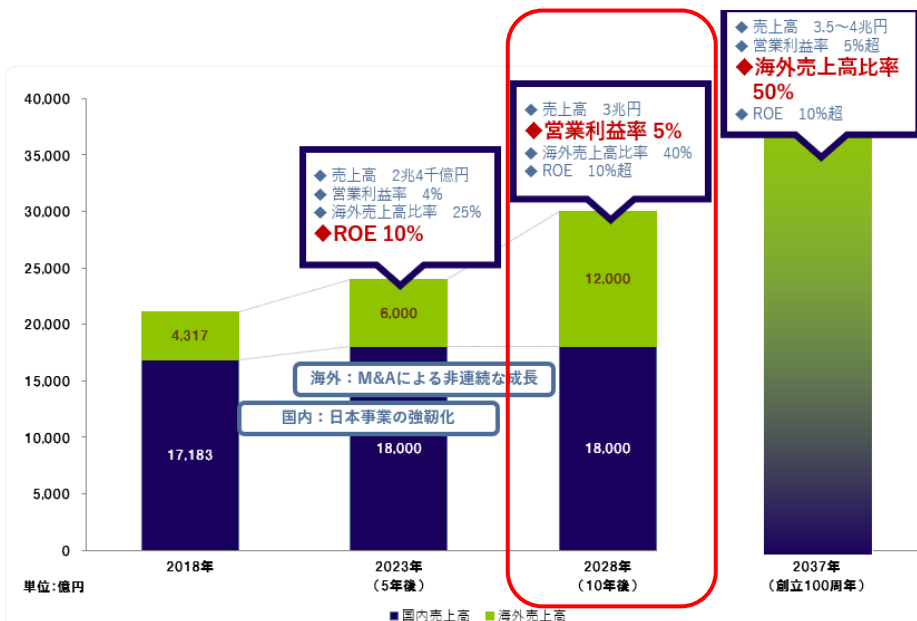 ◆ 売上高 3.5～4兆円
◆ 営業利益率 5%超
◆海外売上高比率
50%
◆ ROE 10%超
◆ 売上高 3兆円
◆営業利益率 5%
◆ 海外売上高比率 40%
◆ ROE 10%超
◆ 売上高 2兆4千億円
◆ 営業利益率 4%
◆ 海外売上高比率 25%
◆ROE 10%
40,000
35,000
30,000
25,000
20,000
15,000
10,000
5,000
0
4,317
17,183
6,000
18,000
12,000
18,000
海外：M&Aによる非連続な成長
国内：日本事業の強靭化
2018年
2023年
（5年後）
2028年
（10年後）
2037年
（創立100周年）
単位：億円
■国内売上高 ■海外売上高